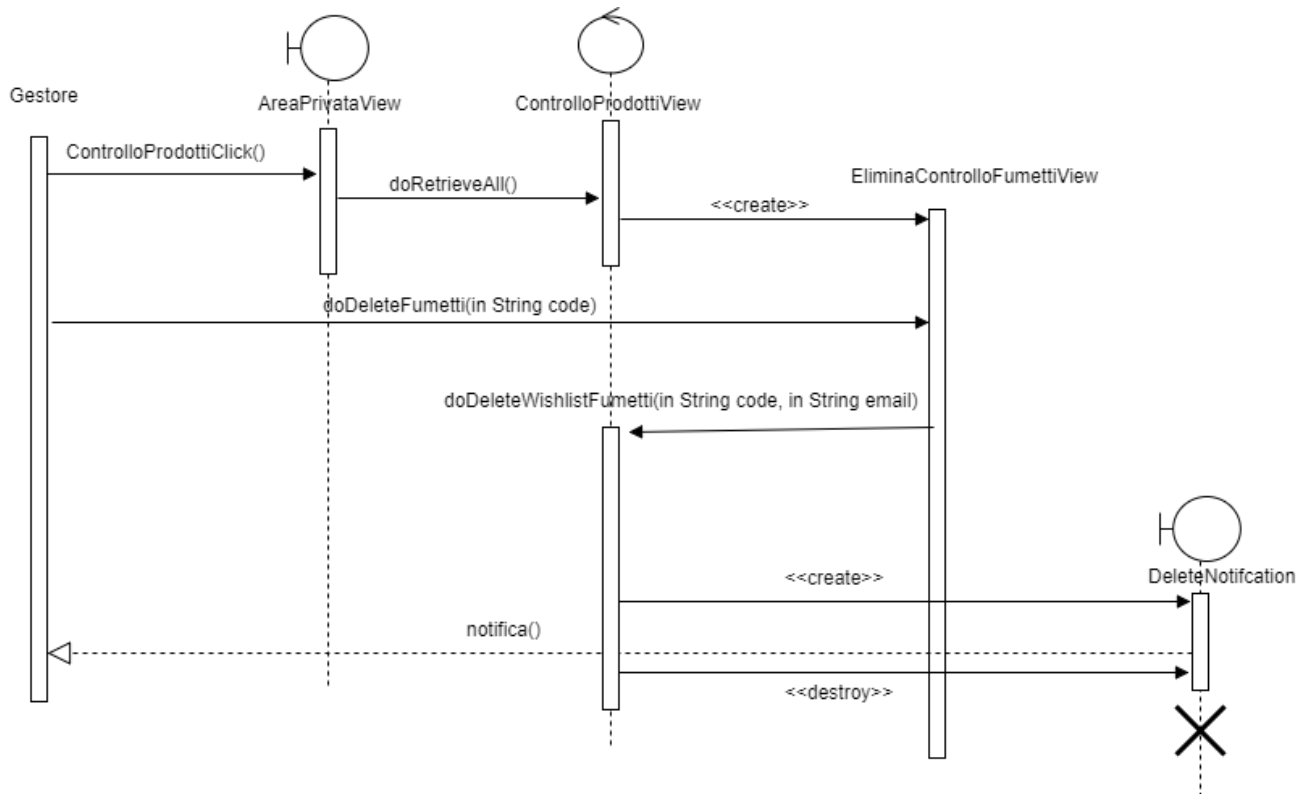 Gestore
AreaPrivataView
ControlloProdottiView
ControlloProdottiClick()
doRetrieveAll()
EliminaControlloFumettiView
<<create>>
doDeleteFumetti(in String code)
doDeleteWishlistFumetti(in String code, in String email)
<<create>>
DeleteNotifcation
notifica()
<<destroy>>